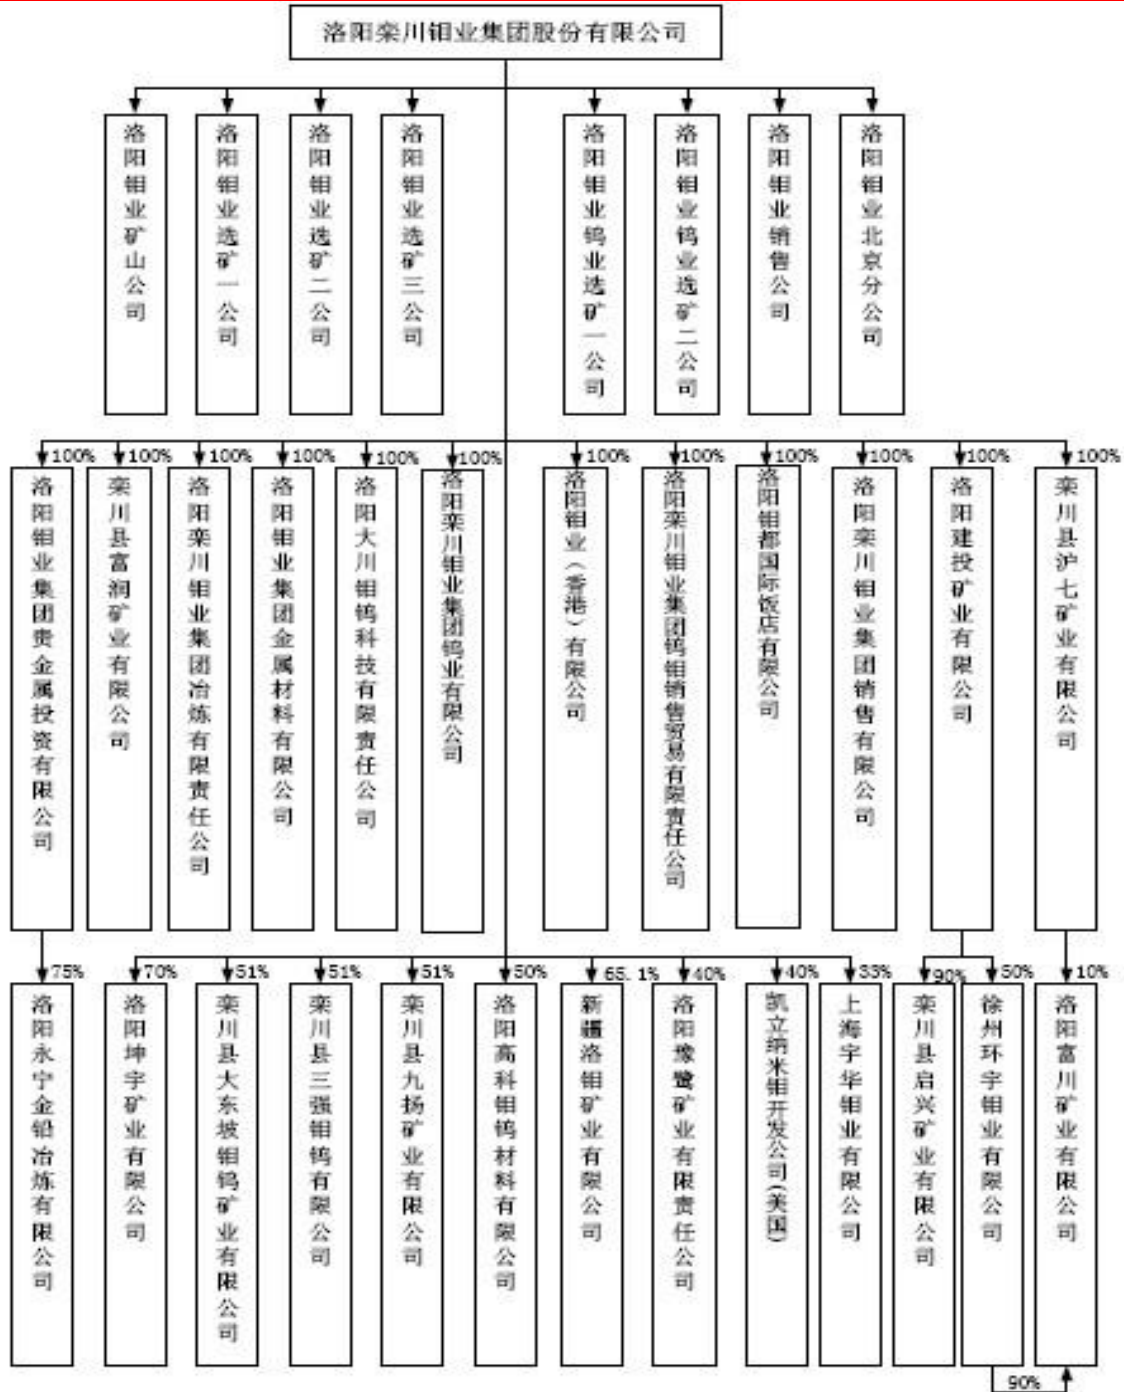 洛阳栾川钼业集团股份有限公司
洛阳钼业矿山公司
洛阳钼业选矿一公司
洛阳钼业选矿二公司
洛阳钼业选矿三公司
洛阳钼业钨业选矿一公司
洛阳钼业钨业选矿二公司
洛阳钼业销售公司
洛阳钼业北京分公司
100%
100%
100%
100%
100%
100%
100%
100%
100%
100%
100%
100%
洛阳钼业集团贵金属投资有限公司
栾川县富润矿业有限公司
洛阳栾川钼业集团冶炼有限责任公司
洛阳钼业集团金属材料有限公司
洛阳大川钼钨科技有限责任公司
洛阳栾川钼业集团钨业有限公司
洛阳钼业（香港）有限公司
洛阳栾川钼业集团钨钼销售贸易有限责任公司
洛阳钼都国际饭店有限公司
洛阳栾川钼业集团销售有限公司
洛阳建投矿业有限公司
栾川县沪七矿业有限公司
75%
70%
51%
51%
51%
50%
65.1%
40%
40%
33%
90%
50%
10%
洛阳永宁金铅冶炼有限公司
洛阳坤宇矿业有限公司
栾川县大东坡钼钨矿业有限公司
栾川县三强钼钨有限公司
栾川县九扬矿业有限公司
洛阳高科钼钨材料有限公司
新疆洛钼矿业有限公司
洛阳豫鹭矿业有限责任公司
凯立纳米钼开发公司(美国)
上海宇华钼业有限公司
栾川县启兴矿业有限公司
徐州环宇钼业有限公司
洛阳富川矿业有限公司
90%